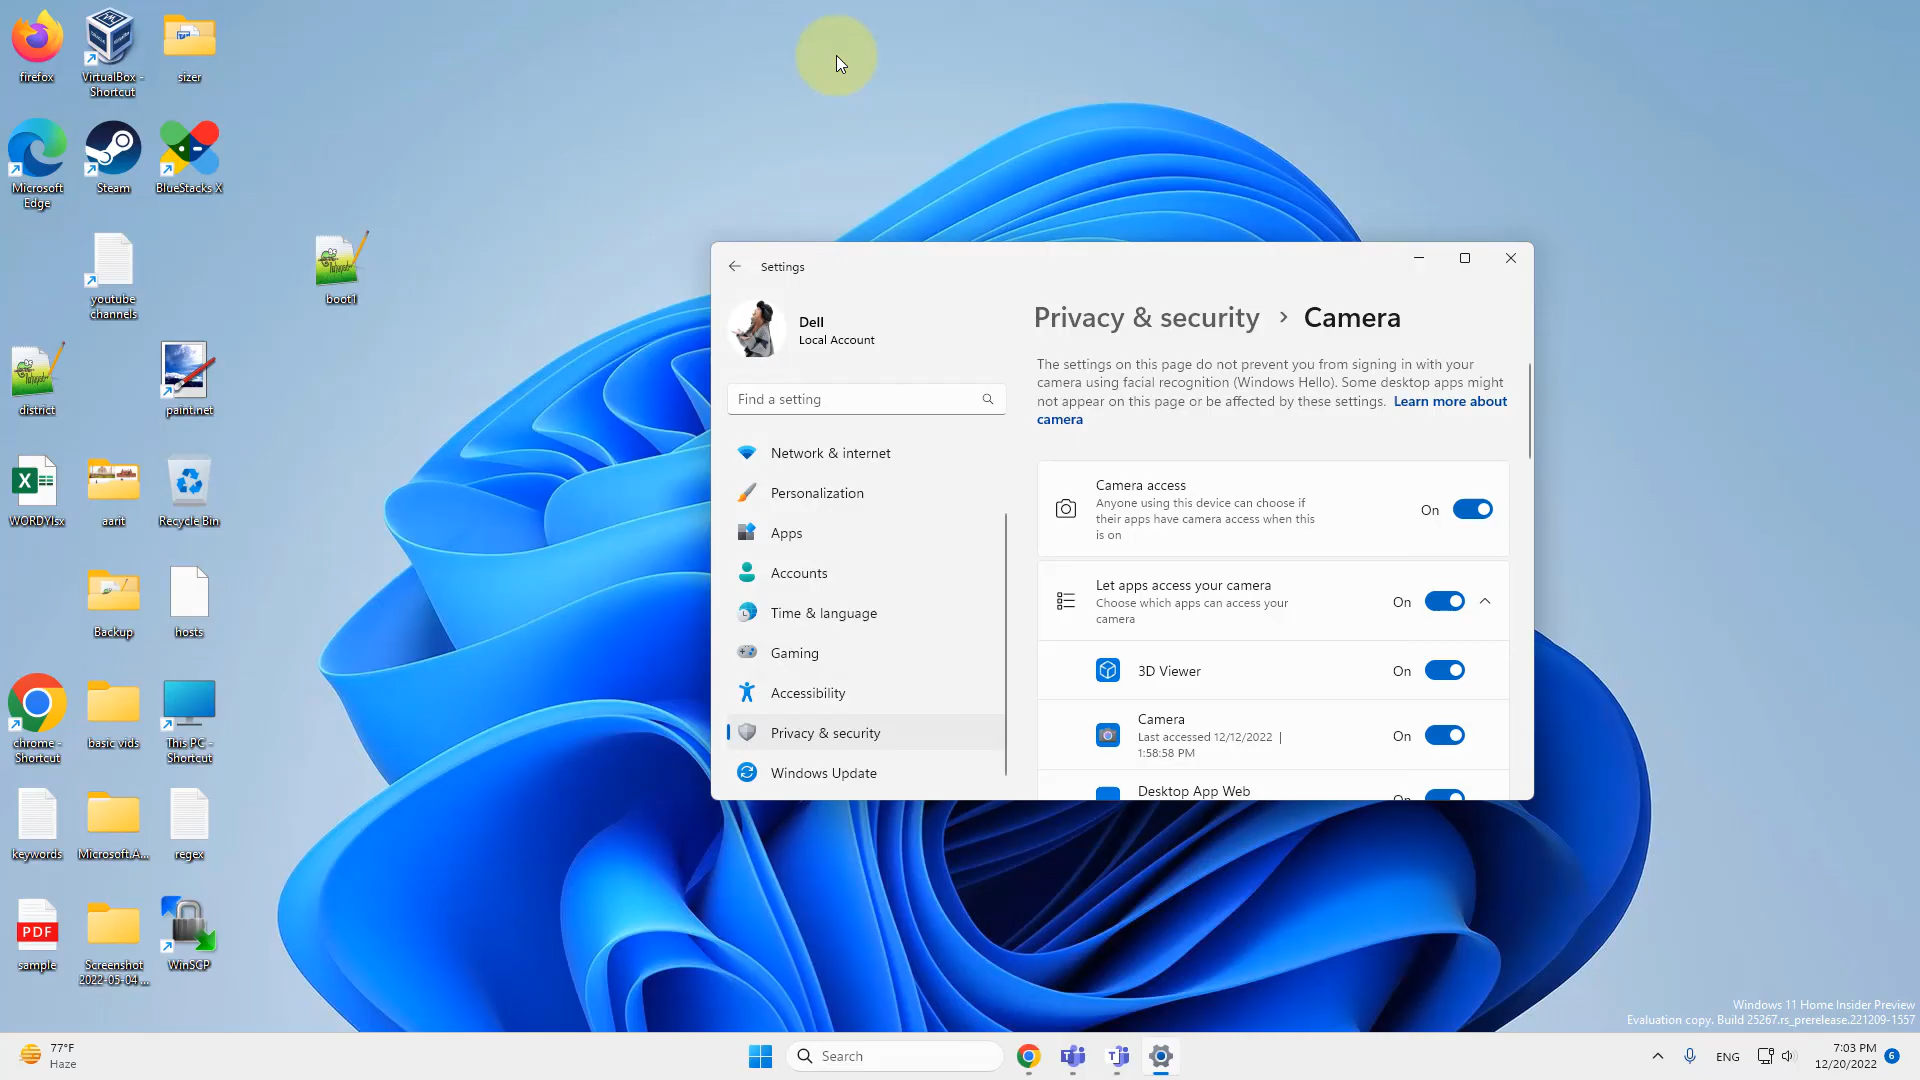 firefox
VirtualBox -
Shortcut
sizer
Microsoft
Edge
Steam
BlueStacks X
youtube
channels
boot1
district
paint.net
WORDYlsx
aarit
Recycle Bin
Backup
hosts
chrome -
Shortcut
basic vids
This PC -
Shortcut
keywords
Microsoft.A...
regex
PDF
sample
Screenshot
2022-05-04 ...
WinSCP
Settings
Dell
Local Account
Find a setting
Network & internet
Personalization
Apps
Accounts
Time & language
Gaming
Accessibility
Privacy & security
Windows Update
Privacy & security › Camera
The settings on this page do not prevent you from signing in with your
camera using facial recognition (Windows Hello). Some desktop apps might
not appear on this page or be affected by these settings. Learn more about
camera
Camera access
Anyone using this device can choose if
their apps have camera access when this
is on
On
Let apps access your camera
Choose which apps can access your
camera
On
3D Viewer
On
Camera
Last accessed 12/12/2022 |
1:58:58 PM
On
Desktop App Web
On
Windows 11 Home Insider Preview
Evaluation copy. Build 25267.rs_prerelease.221209-1557
77°F
Haze
Search
ENG
7:03 PM
12/20/2022
6